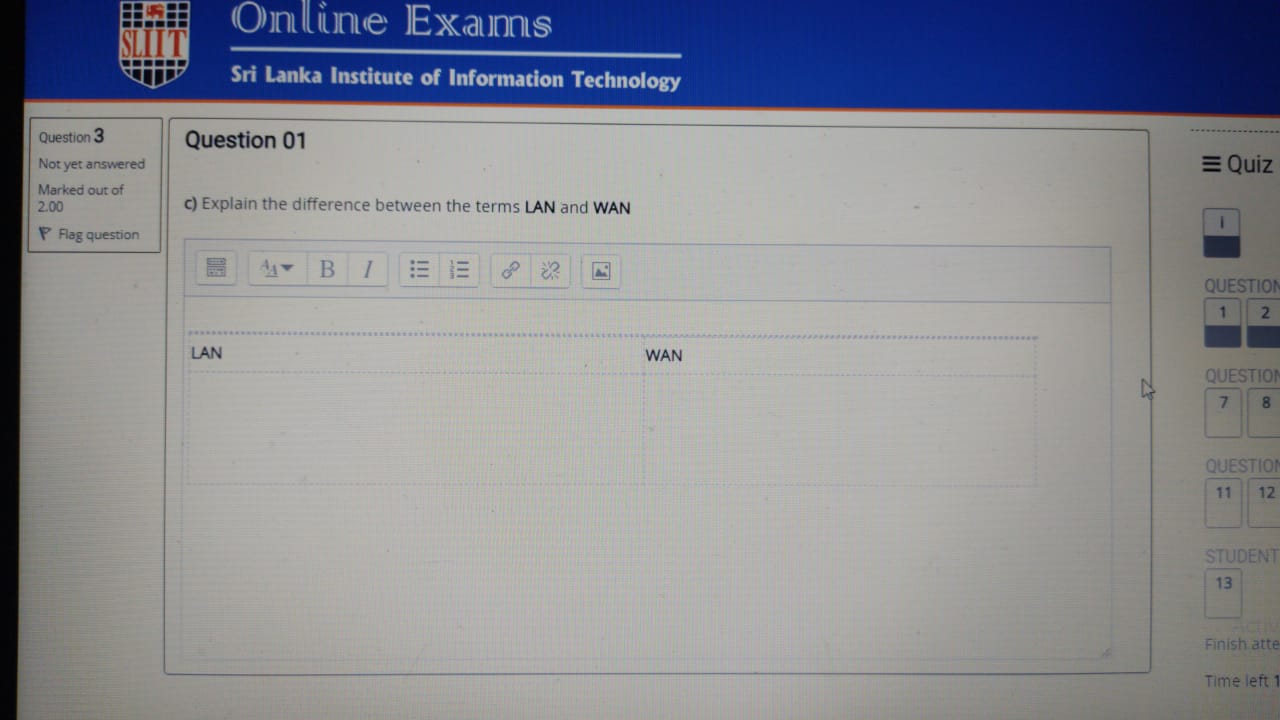 SLIIT
Online Exams
Sri Lanka Institute of Information Technology
Question 3
Not yet answered
Marked out of
2.00
Flag question
Question 01
c) Explain the difference between the terms LAN and WAN
LAN
WAN
Quiz
i
QUESTION
1 2
QUESTION
7 8
QUESTION
11 12
STUDENT
13
Finish atte
Time left 1